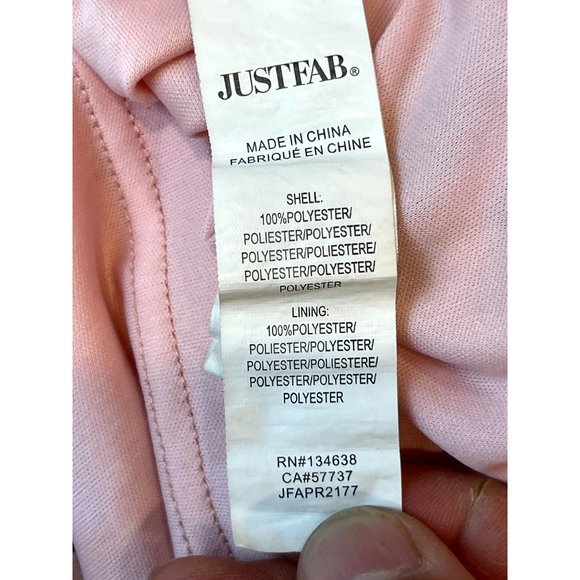 JUSTFAB®
MADE IN CHINA
FABRIQUÉ EN CHINE
SHELL:
100%POLYESTER/
POLIESTER/POLYESTER/
POLYESTER/POLIESTERE/
POLYESTER/POLYESTER/
POLYESTER
LINING:
100%POLYESTER/
POLIESTER/POLYESTER/
POLYESTER/POLIESTERE/
POLYESTER/POLYESTER/
POLYESTER
RN#134638
CA#57737
JFAPR2177